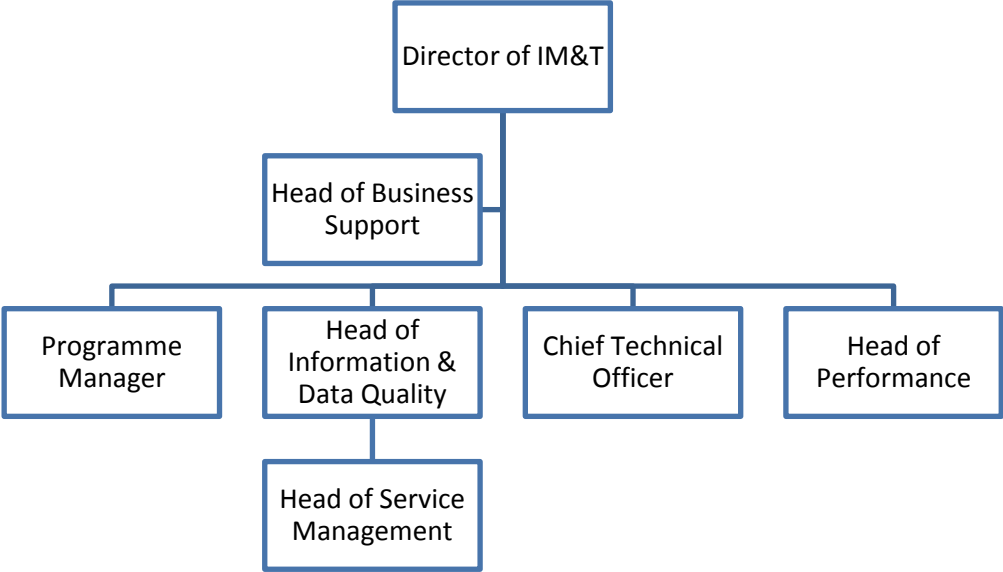 Director of IM&T
Head of Business
Support
Programme
Manager
Head of
Information &
Data Quality
Chief Technical
Officer
Head of
Performance
Head of Service
Management